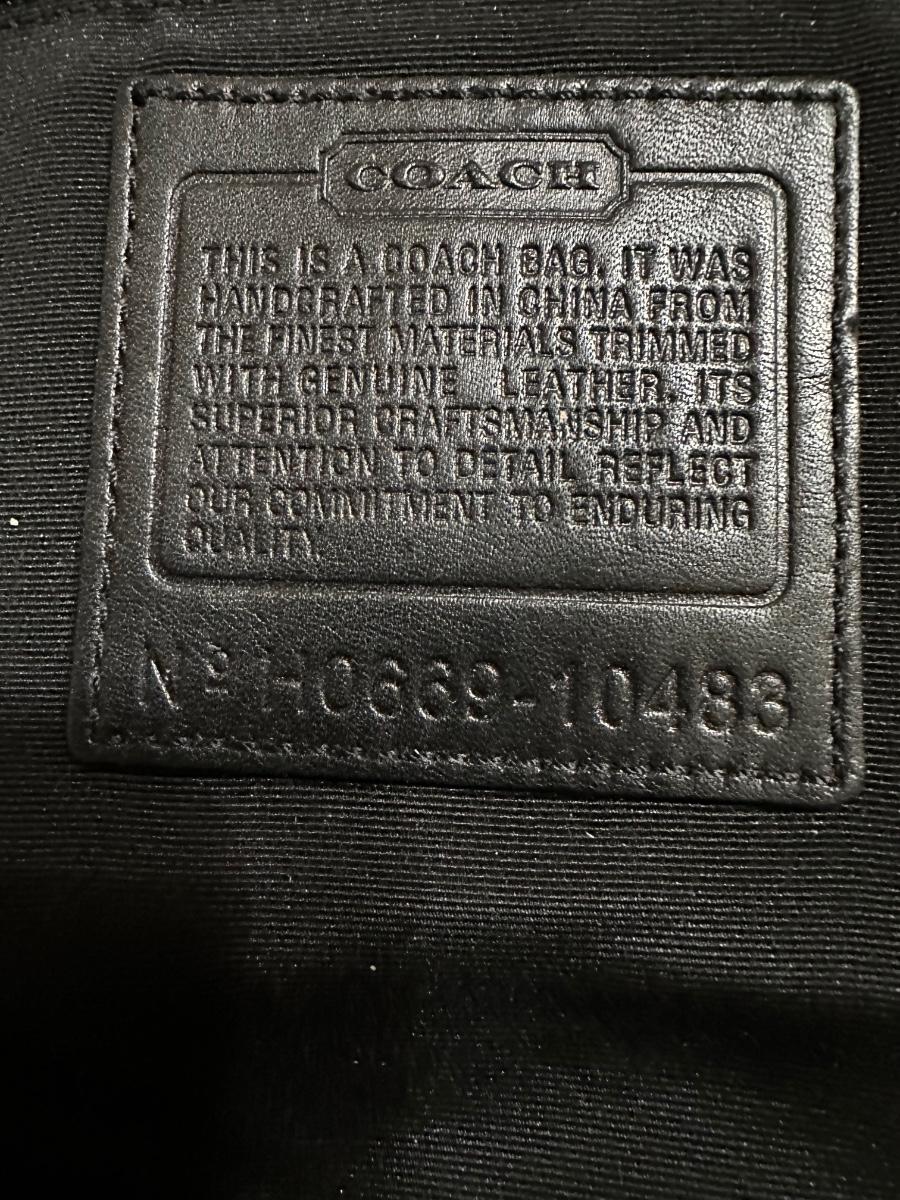 COACH
THIS IS A COACH BAG. IT WAS
HANDCRAFTED IN CHINA FROM
THE FINEST MATERIALS TRIMMED
WITH GENUINE LEATHER. ITS
SUPERIOR CRAFTSMANSHIP AND
ATTENTION TO DETAIL REFLECT
OUR COMMITMENT TO ENDURING
QUALITY.
Nº H0669-10483